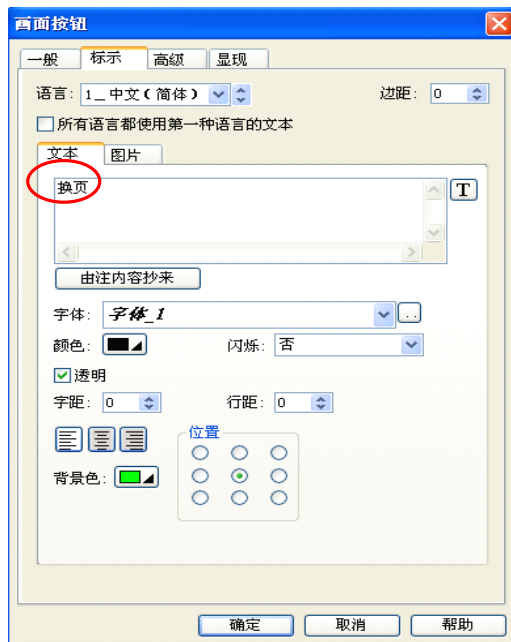 画面按钮
一般 标示 高级 显现
语言: 1_中文(简体) 边距: 0
所有语言都使用第一种语言的文本
文本 图片
换页 T
由注内容抄来
字体: 字体_1 ..
颜色: 闪烁: 否
透明
字距: 0 行距: 0
位置
背景色:
确定 取消 帮助